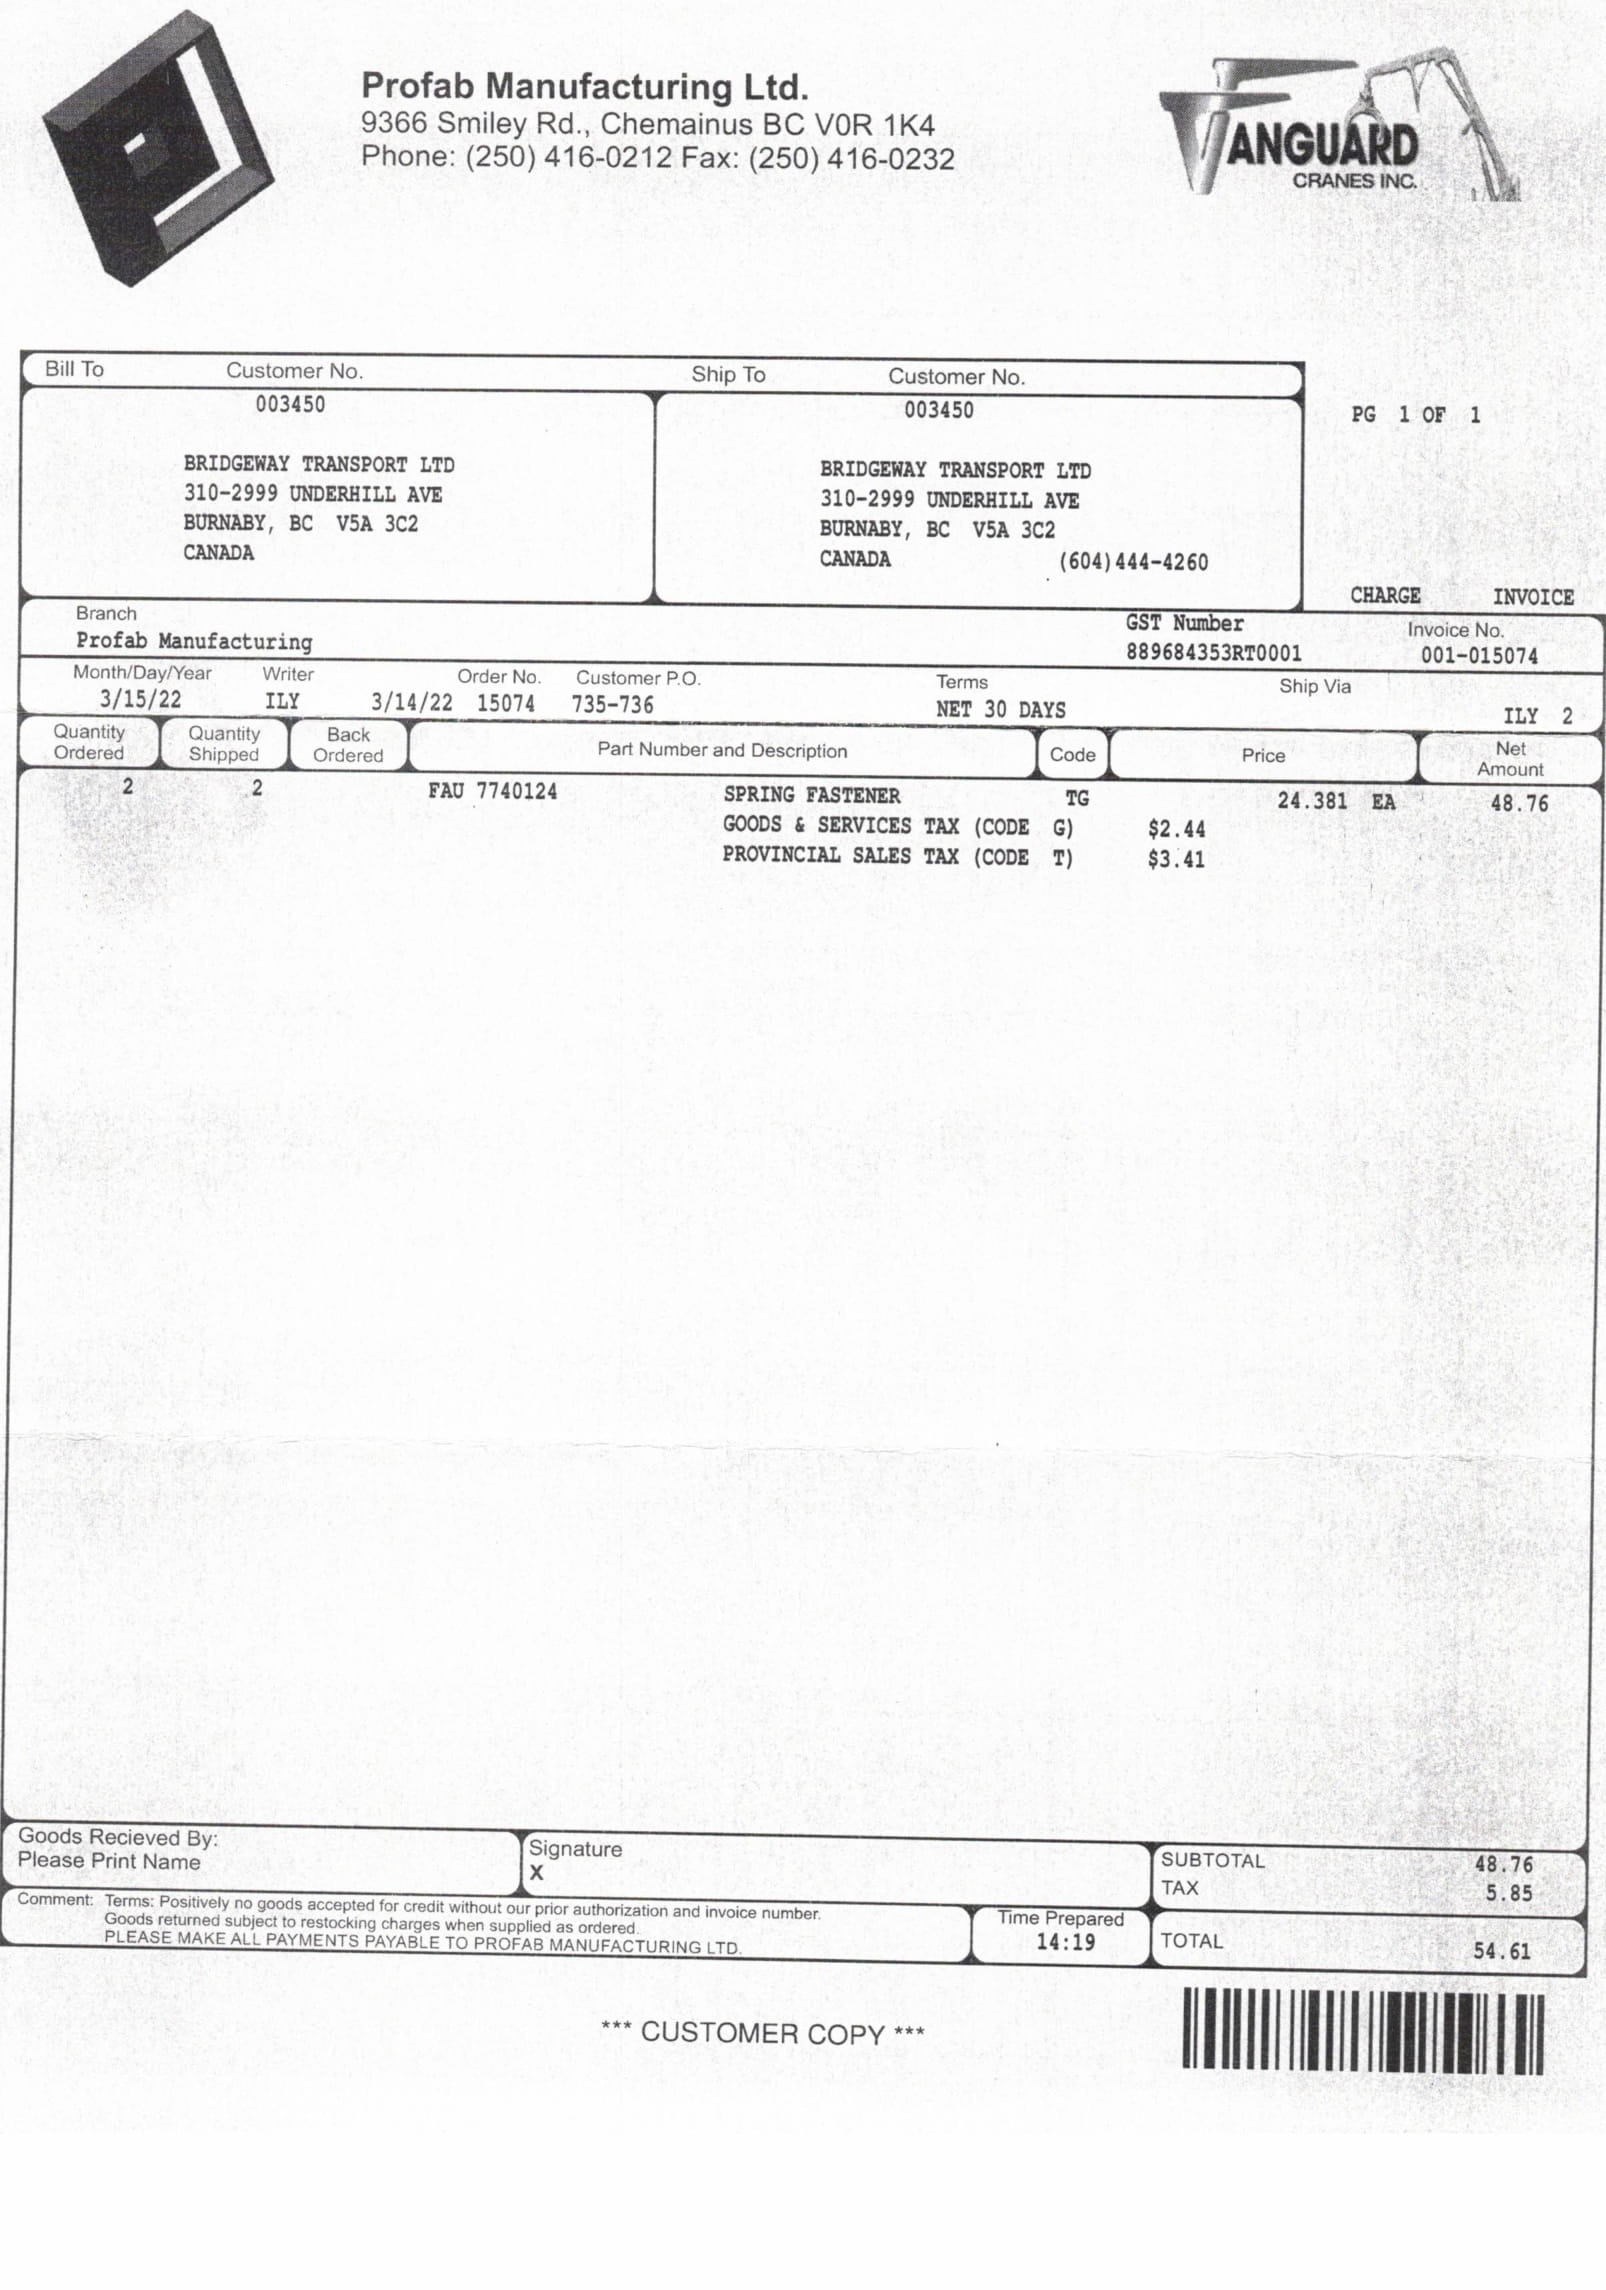 Profab Manufacturing Ltd.
9366 Smiley Rd., Chemainus BC V0R 1K4
Phone: (250) 416-0212 Fax: (250) 416-0232
VANGUARD
CRANES INC.
Bill To Customer No. Ship To Customer No.
003450 003450
PG 1 OF 1
BRIDGEWAY TRANSPORT LTD BRIDGEWAY TRANSPORT LTD
310-2999 UNDERHILL AVE 310-2999 UNDERHILL AVE
BURNABY, BC V5A 3C2 BURNABY, BC V5A 3C2
CANADA CANADA (604)444-4260
CHARGE INVOICE
Branch GST Number Invoice No.
Profab Manufacturing 889684353RT0001 001-015074
Month/Day/Year Writer Order No. Customer P.O. Terms Ship Via
3/15/22 ILY 3/14/22 15074 735-736 NET 30 DAYS ILY 2
Quantity Ordered Quantity Shipped Back Ordered Part Number and Description Code Price Net Amount
2 2 FAU 7740124 SPRING FASTENER TG 24.381 EA 48.76
GOODS & SERVICES TAX (CODE G) $2.44
PROVINCIAL SALES TAX (CODE T) $3.41
Goods Recieved By:
Please Print Name
Signature
X
SUBTOTAL 48.76
TAX 5.85
Comment: Terms: Positively no goods accepted for credit without our prior authorization and invoice number.
Goods returned subject to restocking charges when supplied as ordered.
PLEASE MAKE ALL PAYMENTS PAYABLE TO PROFAB MANUFACTURING LTD.
Time Prepared
14:19
TOTAL 54.61
*** CUSTOMER COPY ***